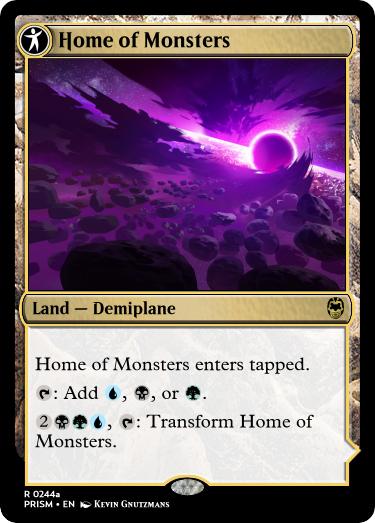 Home of Monsters
Land — Demiplane
Home of Monsters enters tapped.
: Add , , or .
2 , : Transform Home of
Monsters.
R 0244a
PRISM • EN Kevin Gnutzmans